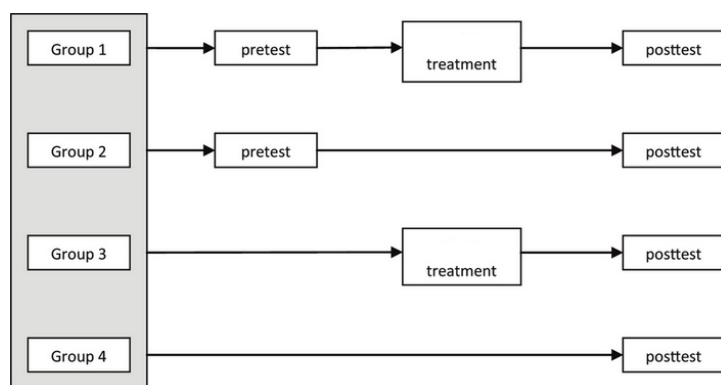 Group 1
pretest
treatment
posttest
Group 2
pretest
posttest
Group 3
treatment
posttest
Group 4
posttest